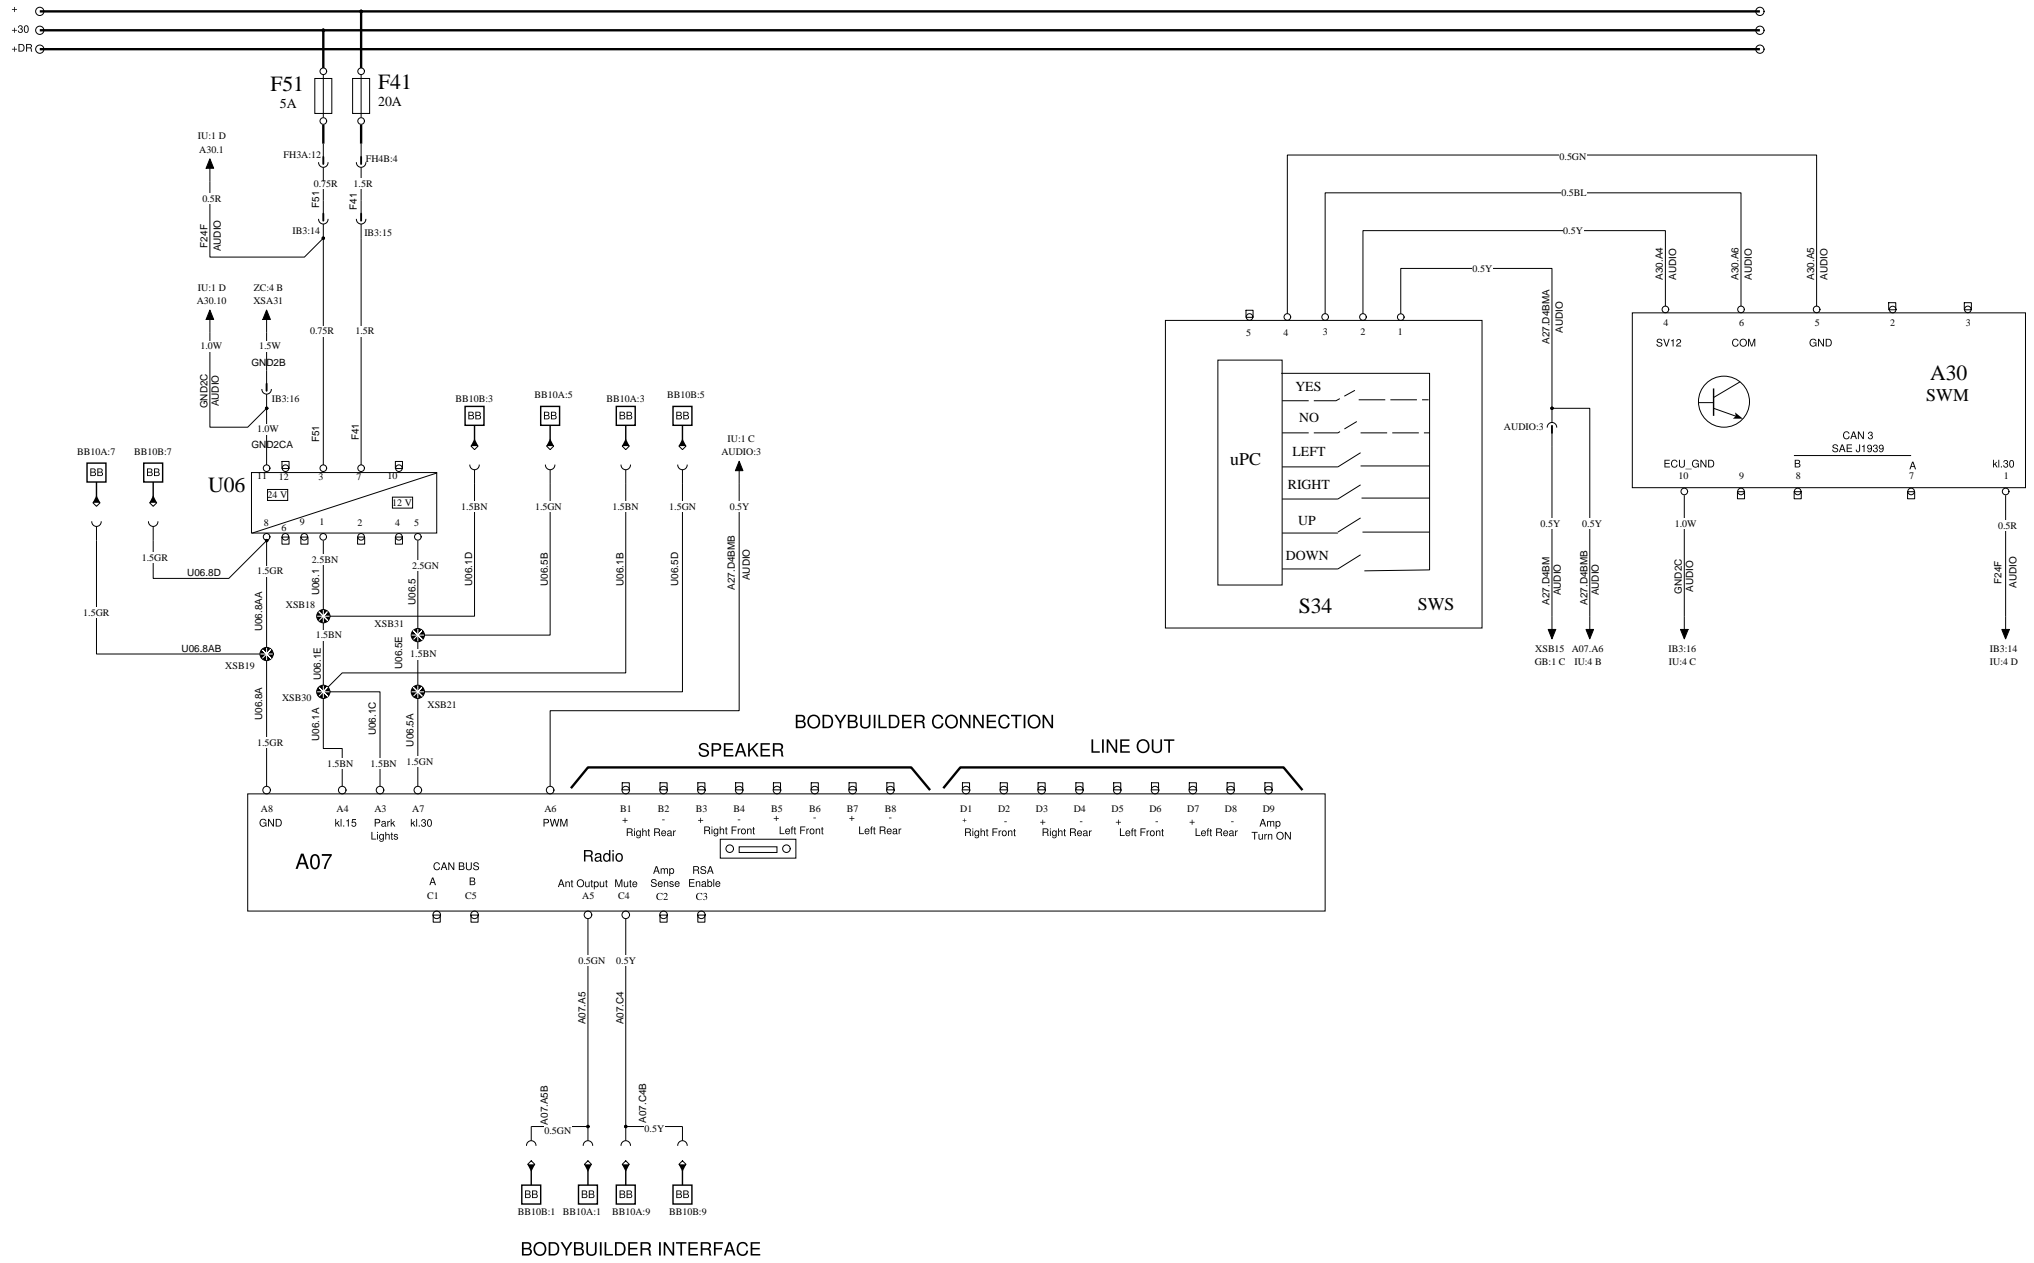 +
+30
+DR
F51
5A
F41
20A
IU:1 D
A30.1
FH3A:12
FH4B:4
0.5R
0.75R
1.5R
F51
F41
F24F
AUDIO
IB3:14
IB3:15
IU:1 D
A30.10
ZC:4 B
XSA31
1.0W
1.5W
GND2B
0.75R
1.5R
GND2C
AUDIO
IB3:16
1.0W
GND2CA
F51
F41
BB10A:7
BB
BB10B:7
BB
BB10B:3
BB
BB10A:5
BB
BB10A:3
BB
BB10B:5
BB
IU:1 C
AUDIO:3
U06
11
12
3
7
10
24 V
12 V
8
6
9
1
2
4
5
1.5BN
1.5GN
1.5BN
1.5GN
0.5Y
1.5GR
U06.8D
1.5GR
2.5BN
2.5GN
U06.1
U06.5
U06.1D
U06.5B
U06.1B
U06.5D
A27.D4BMB
AUDIO
1.5GR
U06.8AA
XSB18
XSB31
1.5BN
U06.8AB
XSB19
U06.1E
U06.5E
1.5BN
XSB30
XSB21
U06.8A
U06.1A
U06.1C
U06.5A
1.5GR
1.5BN
1.5BN
1.5GN
BODYBUILDER CONNECTION
SPEAKER
LINE OUT
A8
GND
A4
kl.15
A3
Park
Lights
A7
kl.30
A6
PWM
B1
B2
B3
B4
B5
B6
B7
B8
+
-
+
-
+
-
+
-
Right Rear
Right Front
Left Front
Left Rear
D1
D2
D3
D4
D5
D6
D7
D8
D9
+
-
+
-
+
-
+
-
Right Front
Right Rear
Left Front
Left Rear
Amp
Turn ON
A07
Radio
CAN BUS
A
B
C1
C5
Ant Output
A5
Mute
C4
Amp
Sense
C2
RSA
Enable
C3
0.5GN
0.5Y
A07.A5
A07.C4
A07.A5B
A07.C4B
0.5GN
0.5Y
BB
BB
BB
BB
BB10B:1
BB10A:1
BB10A:9
BB10B:9
BODYBUILDER INTERFACE
0.5GN
0.5BL
0.5Y
0.5Y
A30.A4
AUDIO
A30.A6
AUDIO
A30.A5
AUDIO
A27.D4BMA
AUDIO
5
4
3
2
1
uPC
YES
NO
LEFT
RIGHT
UP
DOWN
S34
SWS
AUDIO:3
0.5Y
0.5Y
A27.D4BM
AUDIO
A27.D4BMB
AUDIO
XSB15
GB:1 C
A07.A6
IU:4 B
4
6
5
2
3
SV12
COM
GND
A30
SWM
CAN 3
SAE J1939
ECU_GND
10
9
B
8
A
7
kl.30
1
1.0W
0.5R
GND2C
AUDIO
F24F
AUDIO
IB3:16
IU:4 C
IB3:14
IU:4 D